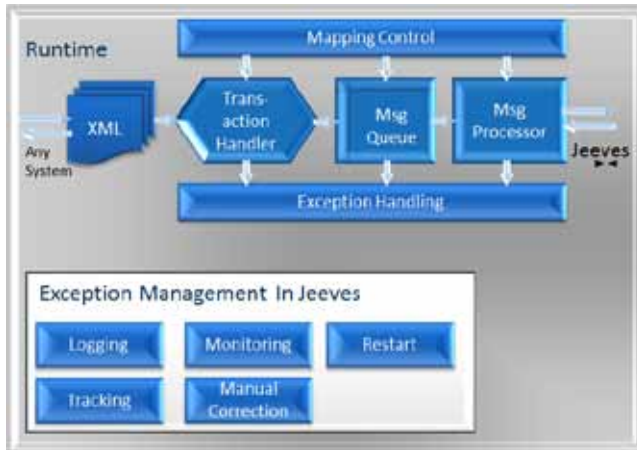 Mapping Control
Runtime
Trans-
action
Handler
Msg
Queue
Msg
Processor
XML
Any
System
Jeeves
Exception Handling
Exception Management In Jeeves
Logging
Monitoring
Restart
Tracking
Manual
Correction